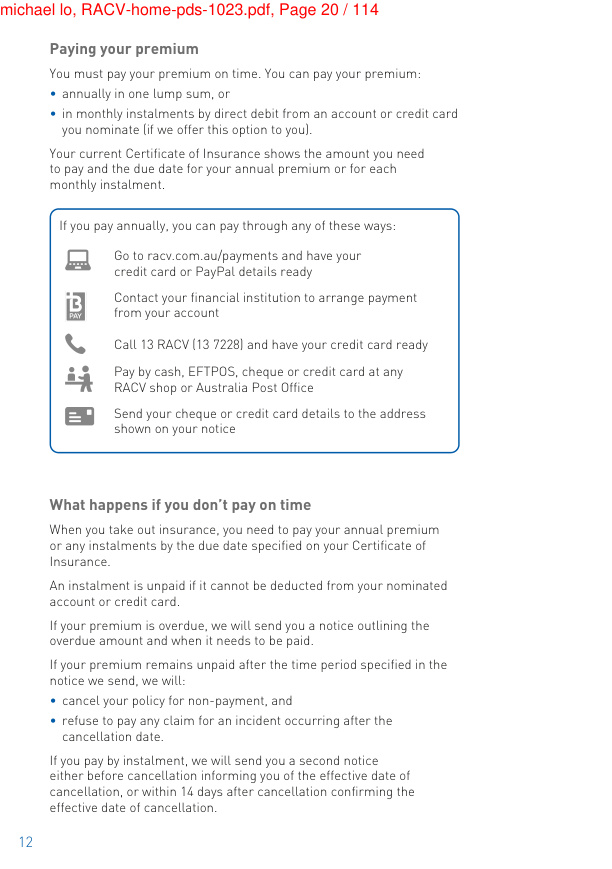 michael lo, RACV-home-pds-1023.pdf, Page 20 / 114
Paying your premium
You must pay your premium on time. You can pay your premium:
• annually in one lump sum, or
• in monthly instalments by direct debit from an account or credit card
you nominate (if we offer this option to you).
Your current Certificate of Insurance shows the amount you need
to pay and the due date for your annual premium or for each
monthly instalment.
If you pay annually, you can pay through any of these ways:
Go to racv.com.au/payments and have your
credit card or PayPal details ready
B
PAY
Contact your financial institution to arrange payment
from your account
Call 13 RACV (13 7228) and have your credit card ready
Pay by cash, EFTPOS, cheque or credit card at any
RACV shop or Australia Post Office
Send your cheque or credit card details to the address
shown on your notice
What happens if you don’t pay on time
When you take out insurance, you need to pay your annual premium
or any instalments by the due date specified on your Certificate of
Insurance.
An instalment is unpaid if it cannot be deducted from your nominated
account or credit card.
If your premium is overdue, we will send you a notice outlining the
overdue amount and when it needs to be paid.
If your premium remains unpaid after the time period specified in the
notice we send, we will:
• cancel your policy for non-payment, and
• refuse to pay any claim for an incident occurring after the
cancellation date.
If you pay by instalment, we will send you a second notice
either before cancellation informing you of the effective date of
cancellation, or within 14 days after cancellation confirming the
effective date of cancellation.
12